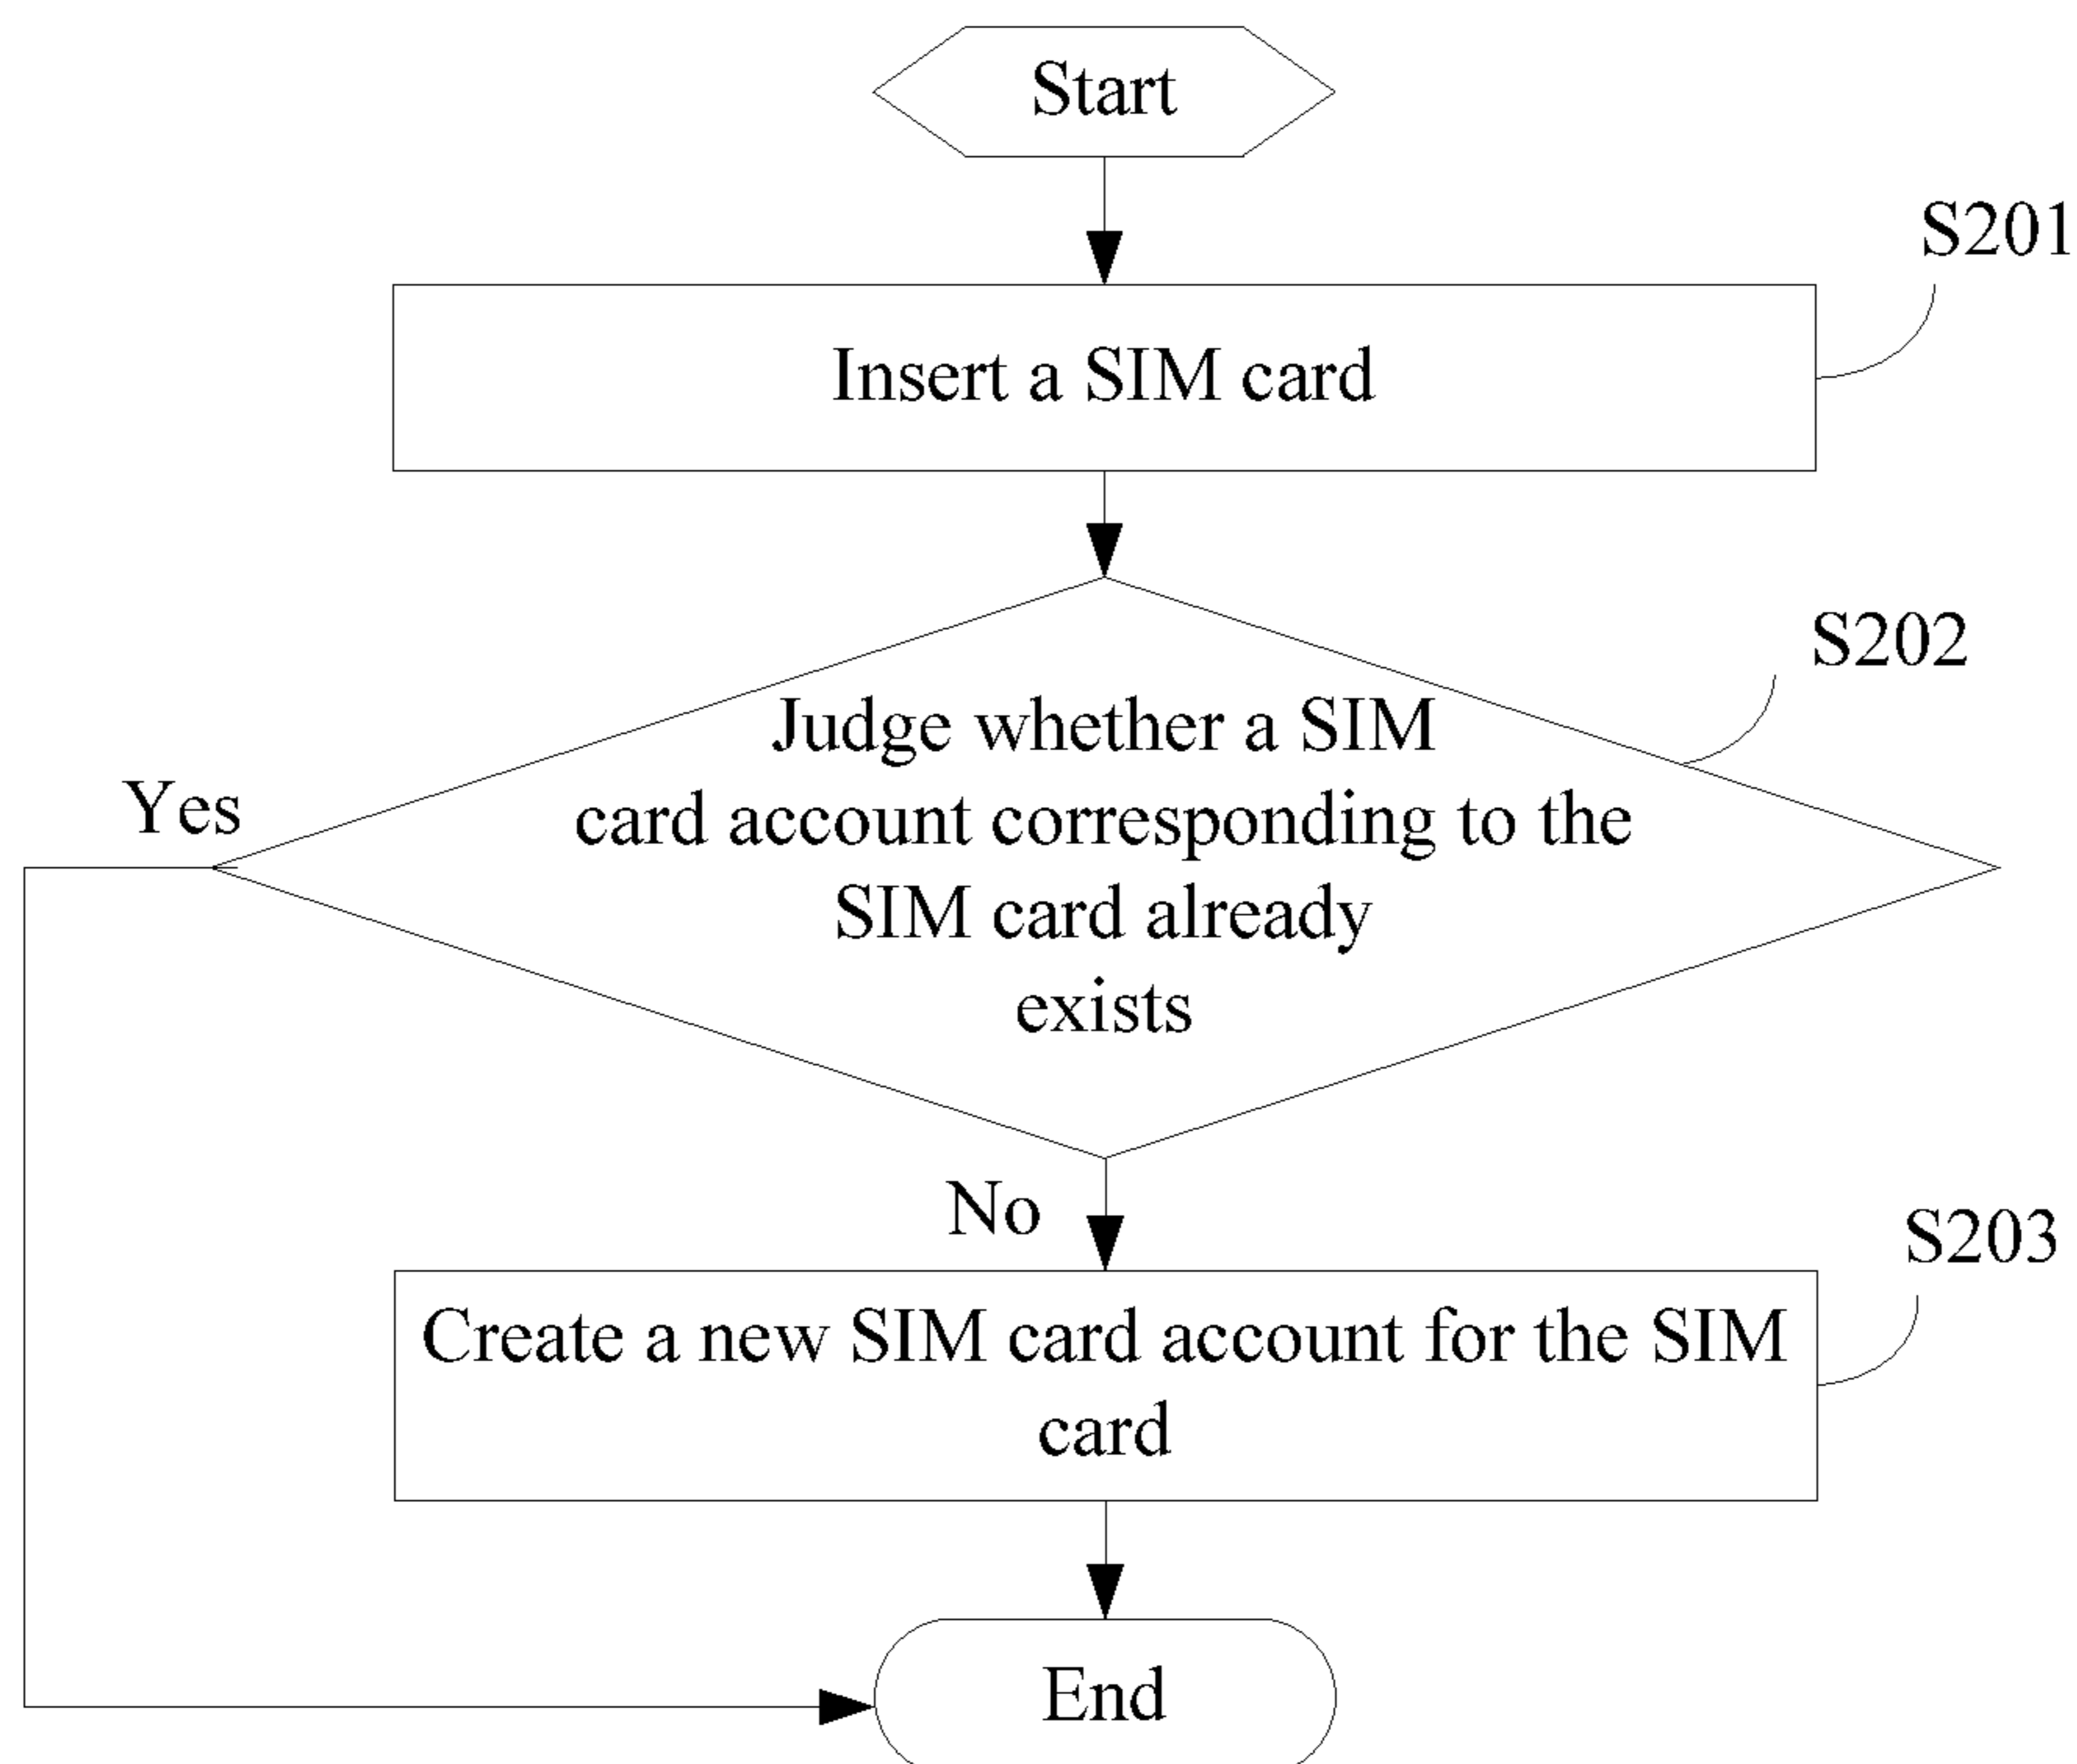 Start
S201
Insert a SIM card
S202
Judge whether a SIM
card account corresponding to the
SIM card already
exists
Yes
No
S203
Create a new SIM card account for the SIM
card
End